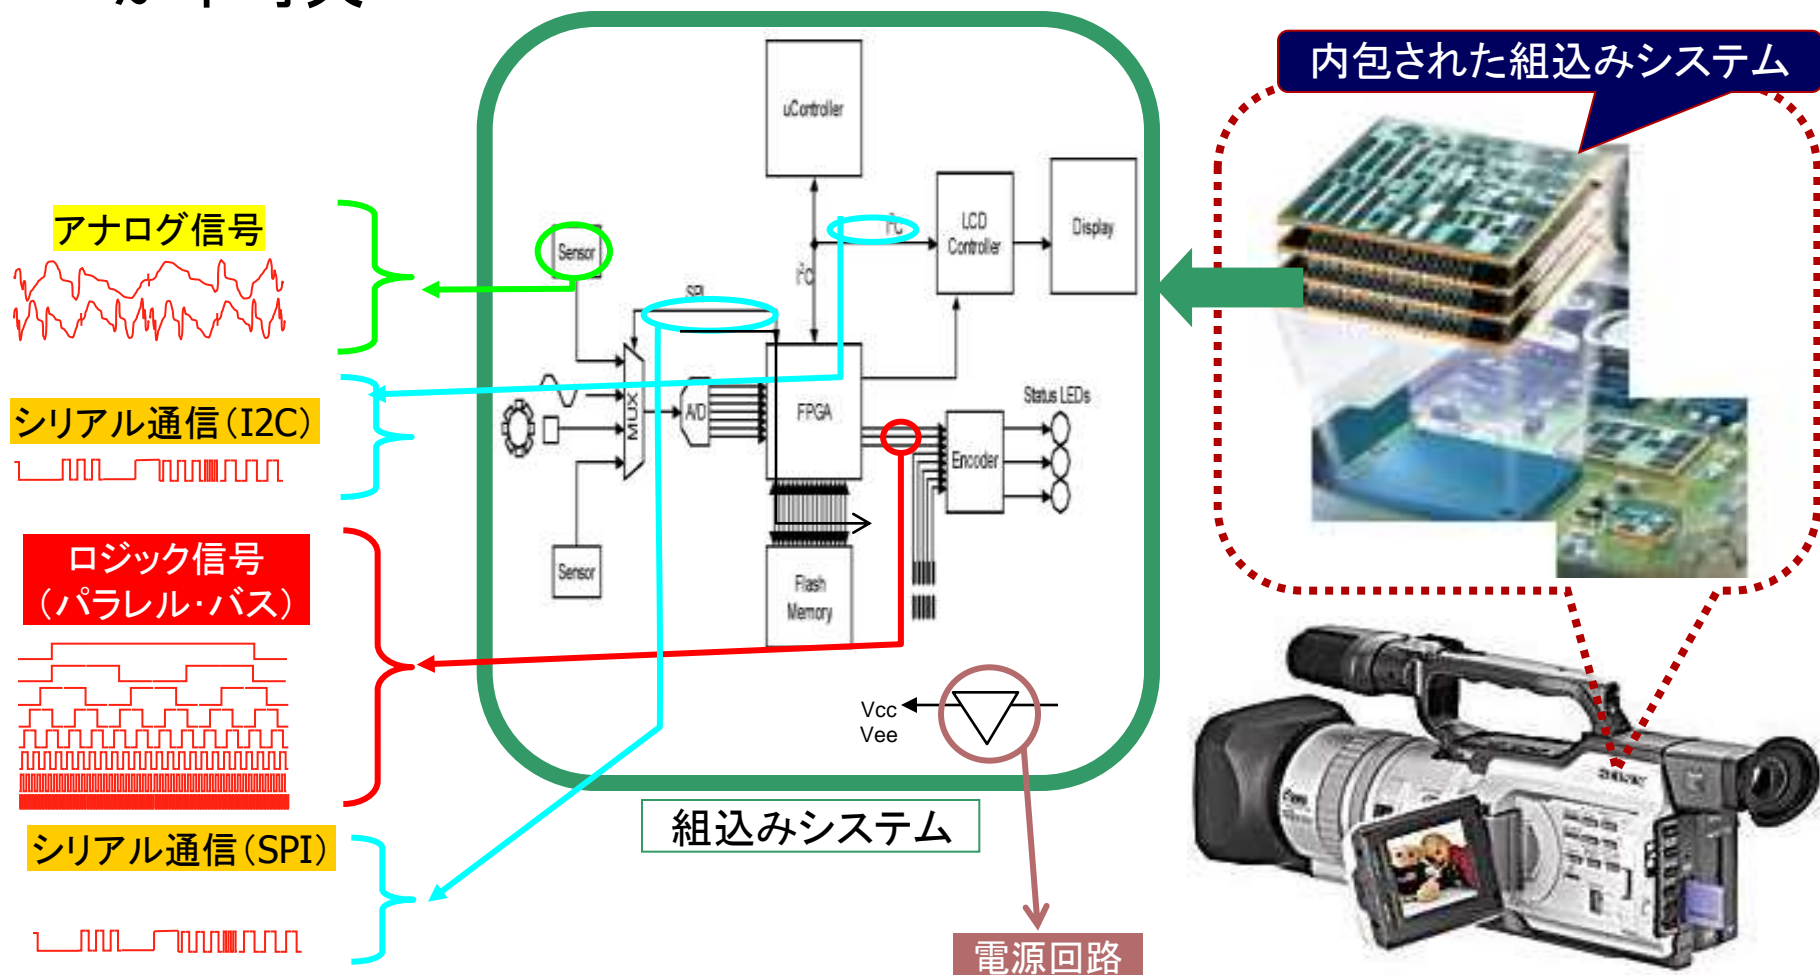 内包された組込みシステム
uController
アナログ信号
Sensor
I²C
LCD
Controller
Display
I²C
SPI
シリアル通信(I2C)
MUX
A/D
FPGA
Status LEDs
Encoder
ロジック信号
(パラレル・バス)
Sensor
Flash
Memory
Vcc
Vee
組込みシステム
シリアル通信(SPI)
電源回路